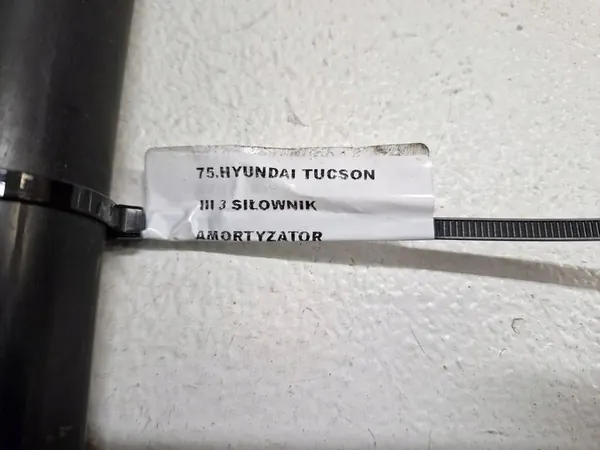 75.HYUNDAI TUCSON
III 3 SIŁOWNIK
AMORTYZATOR